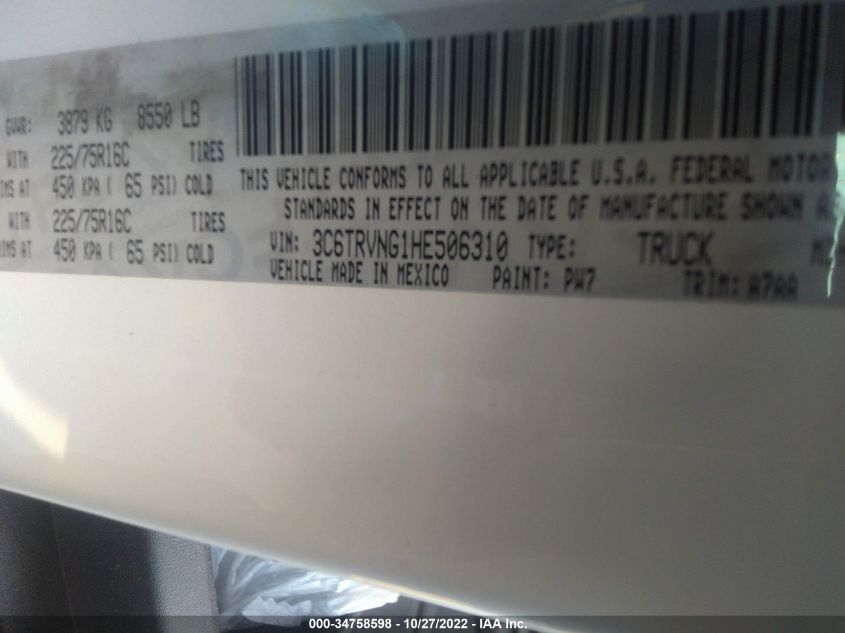 GVWR: 3879 KG 8550 LB
WITH 225/75R16C TIRES
IMS AT 450 KPA ( 65 PSI) COLD
WITH 225/75R16C TIRES
RIMS AT 450 KPA ( 65 PSI) COLD
THIS VEHICLE CONFORMS TO ALL APPLICABLE U.S.A. FEDERAL MOTOR
STANDARDS IN EFFECT ON THE DATE OF MANUFACTURE SHOWN
VIN: 3C6TRVNG1HE506310 TYPE: TRUCK
VEHICLE MADE IN MEXICO PAINT: PW7 TRIM: A7AA
000-34758598 - 10/27/2022 - IAA Inc.